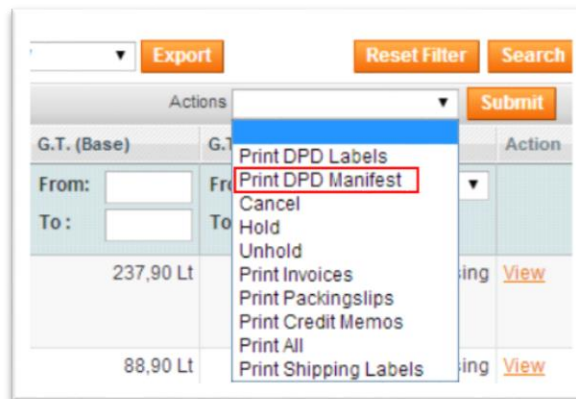 Export Reset Filter Search
Actions Submit
G.T. (Base) G.T Action
Print DPD Labels
From: Print DPD Manifest
Cancel
To : To
Hold
Unhold
237,90 Lt Print Invoices sing View
Print Packingslips
Print Credit Memos
Print All
88,90 Lt Print Shipping Labels sing View